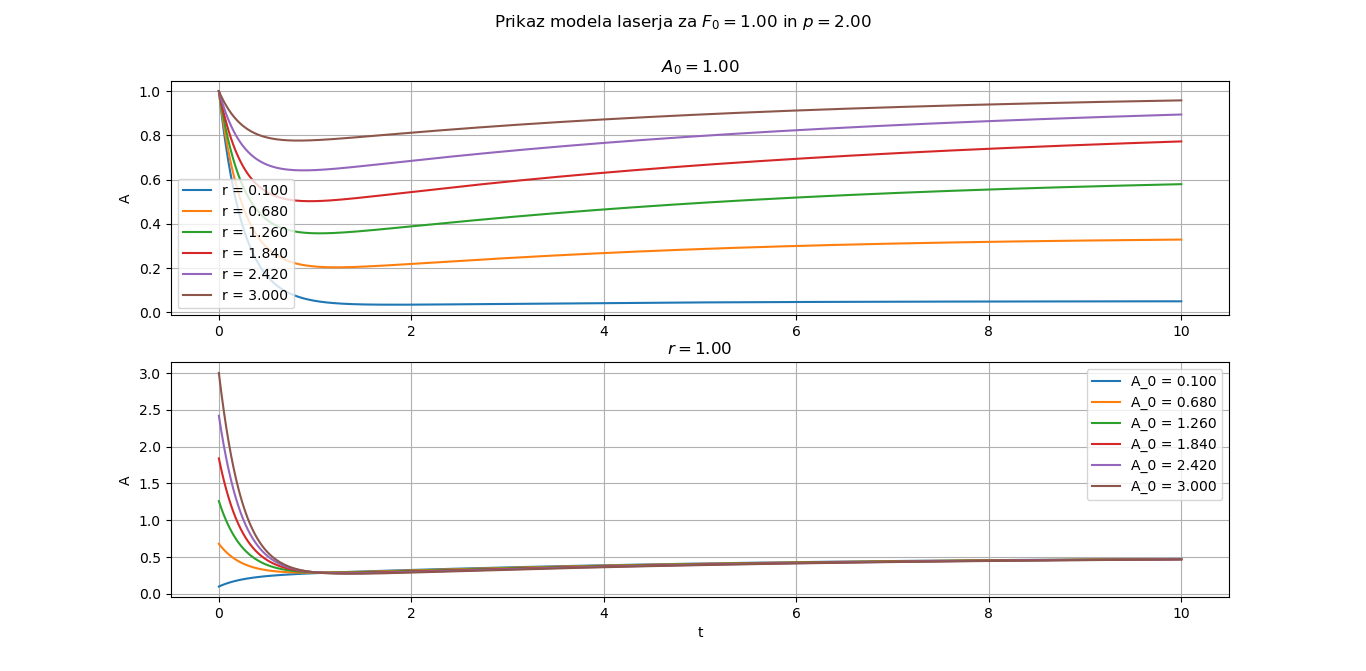 Prikaz modela laserja za F₀ = 1.00 in p = 2.00
A₀ = 1.00
A
1.0
0.8
0.6
0.4
0.2
0.0
r = 0.100
r = 0.680
r = 1.260
r = 1.840
r = 2.420
r = 3.000
0 2 4 6 8 10
r = 1.00
A
3.0
2.5
2.0
1.5
1.0
0.5
0.0
A_0 = 0.100
A_0 = 0.680
A_0 = 1.260
A_0 = 1.840
A_0 = 2.420
A_0 = 3.000
0 2 4 6 8 10
t